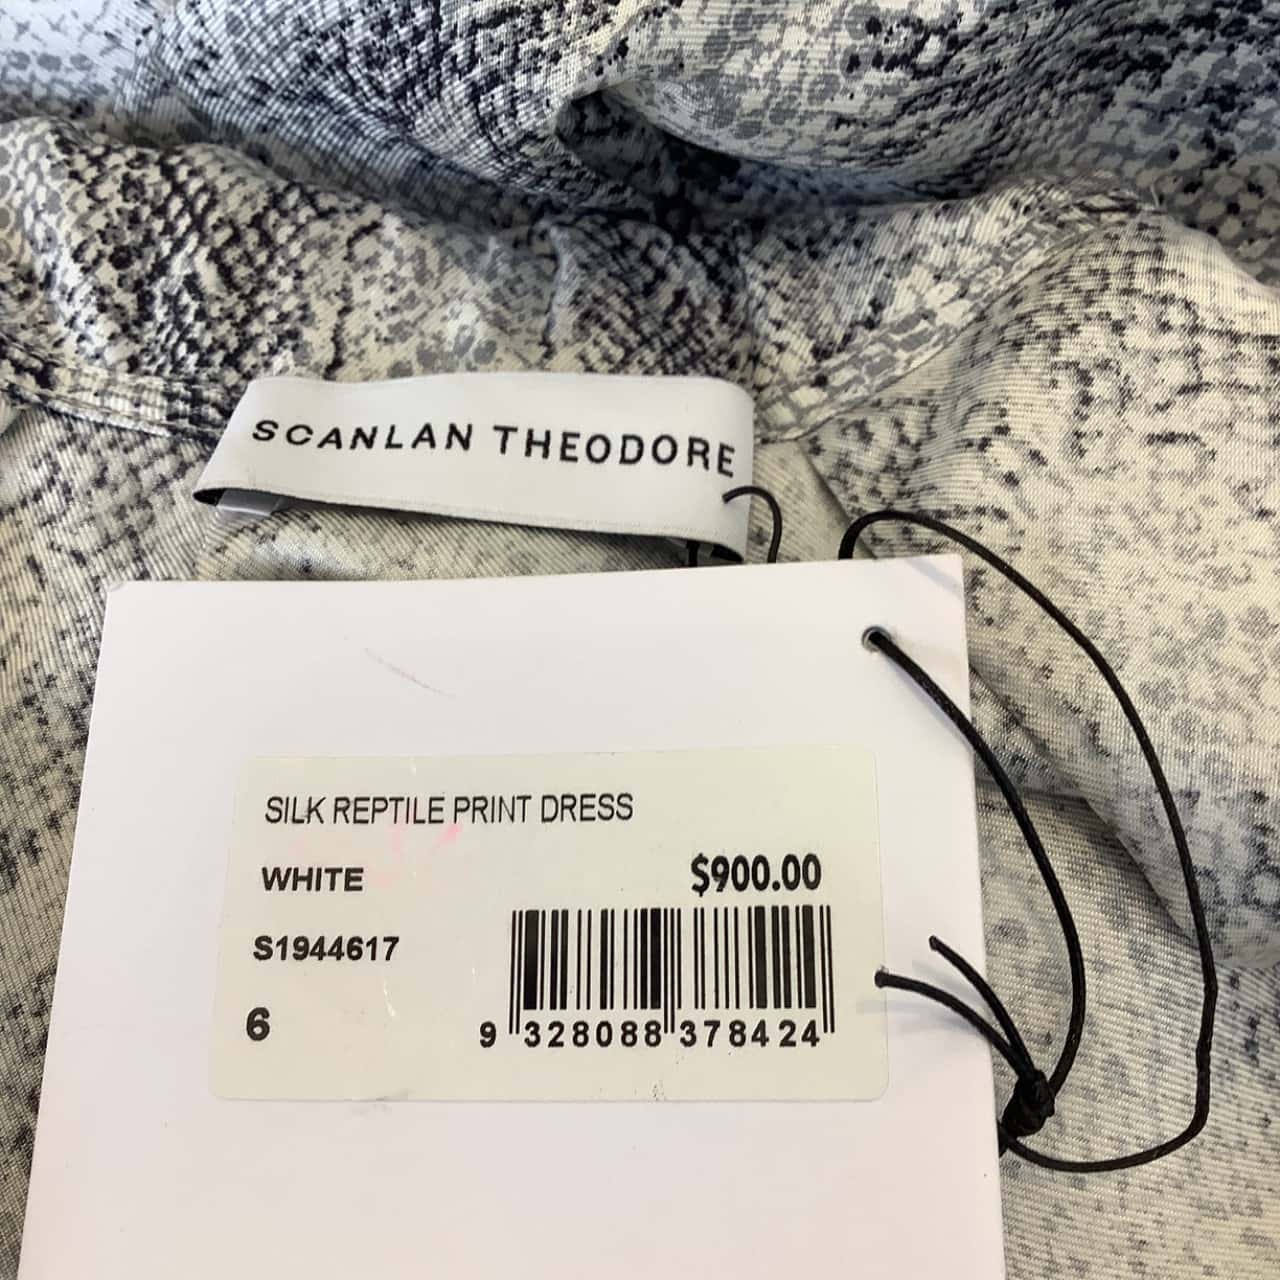 SCANLAN THEODORE
SILK REPTILE PRINT DRESS
WHITE
$900.00
S1944617
6
9 328088 378424